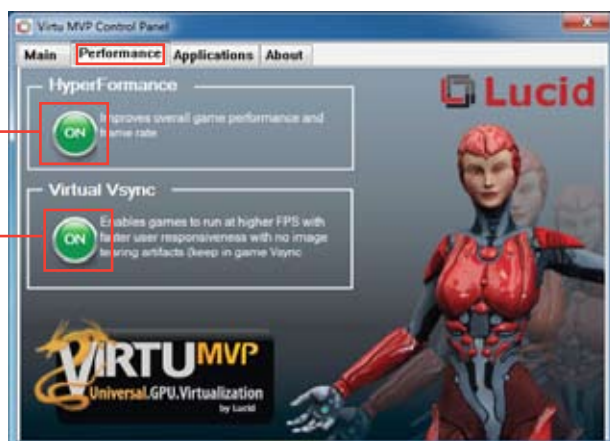 Virtu MVP Control Panel
Main Performance Applications About
HyperFormance
Improves overall game performance and
frame rate
ON
Virtual Vsync
Enables games to run at higher FPS with
faster user responsiveness with no image
tearing artifacts (keep in game Vsync
ON
Lucid
VIRTU MVP
Universal.GPU.Virtualization
by Lucid